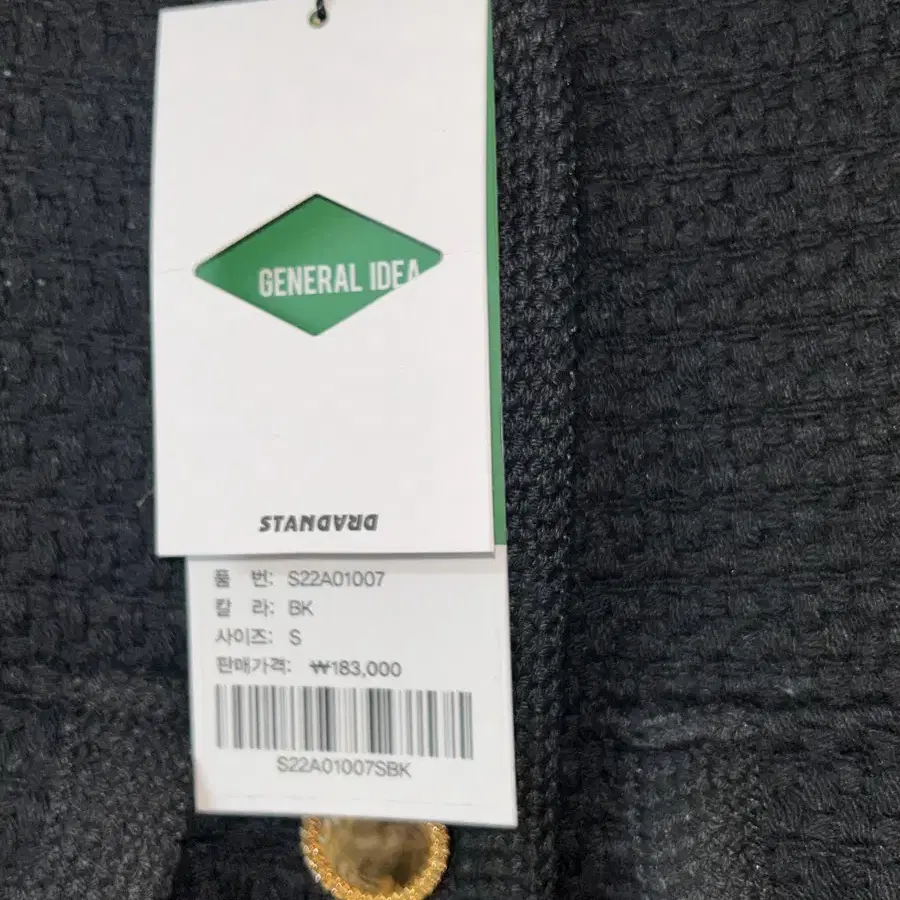 GENERAL IDEA
STANDARD
품 번: S22A01007
칼 라: BK
사이즈: S
판매가격: ₩183,000
S22A01007SBK